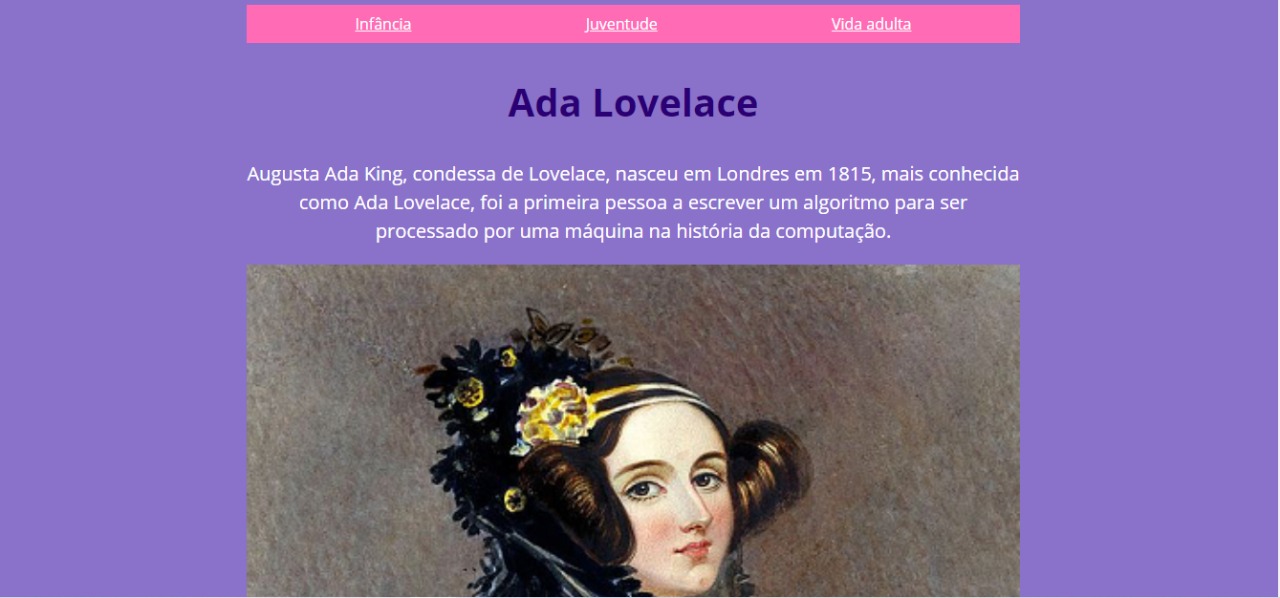 Infância Juventude Vida adulta
Ada Lovelace
Augusta Ada King, condessa de Lovelace, nasceu em Londres em 1815, mais conhecida
como Ada Lovelace, foi a primeira pessoa a escrever um algoritmo para ser
processado por uma máquina na história da computação.